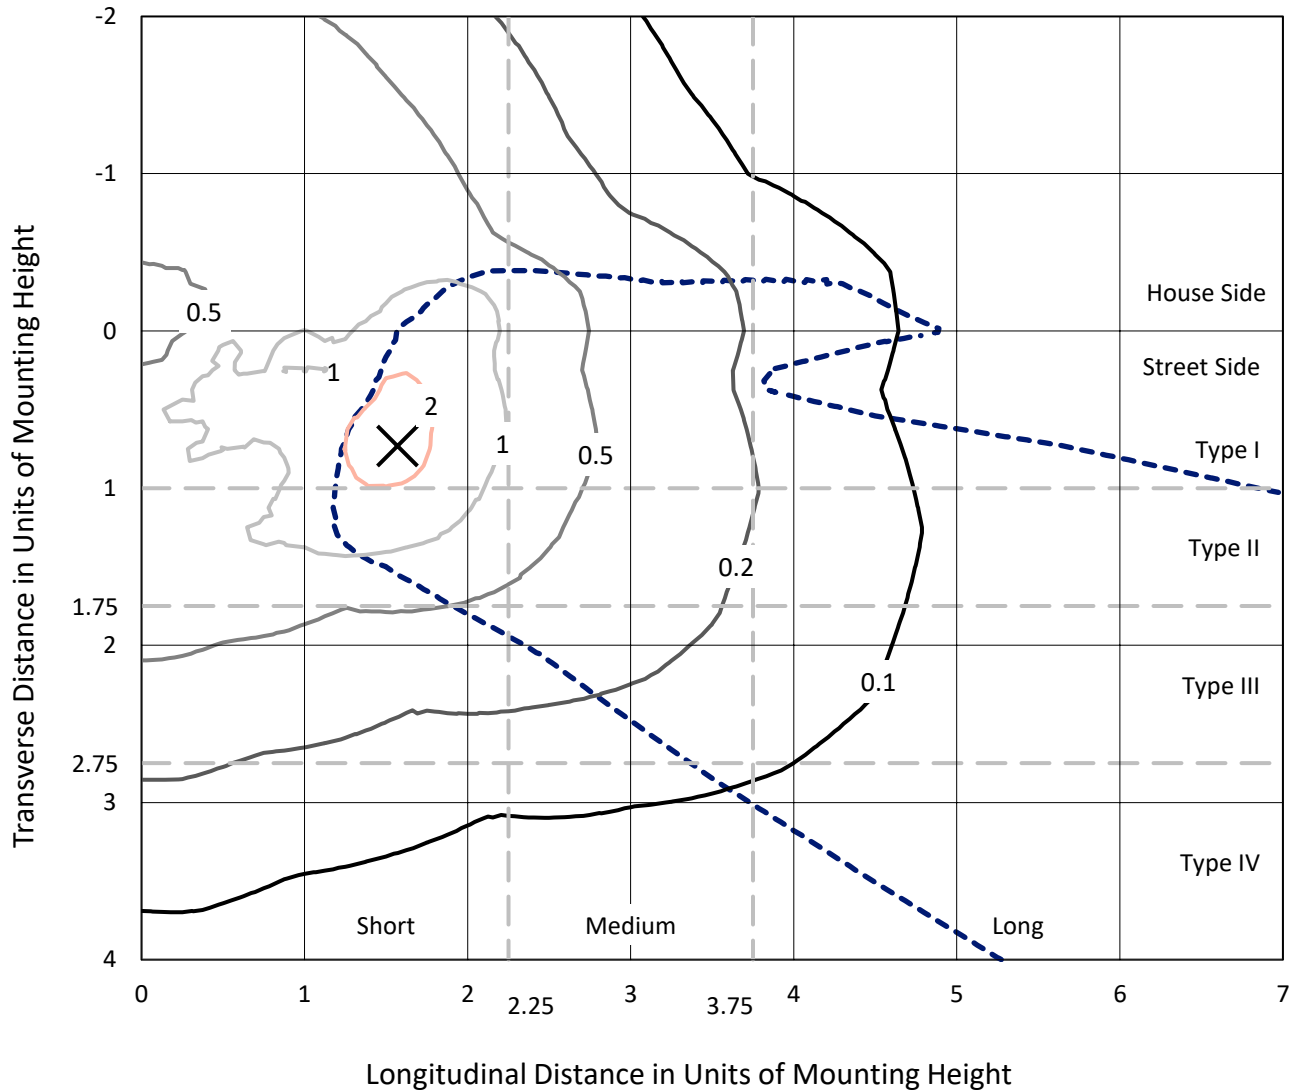 -2
-1
0
1
1.75
2
2.75
3
4
Transverse Distance in Units of Mounting Height
0.5
1
2
1
0.5
0.2
0.1
House Side
Street Side
Type I
Type II
Type III
Type IV
Short
Medium
Long
0
1
2
2.25
3
3.75
4
5
6
7
Longitudinal Distance in Units of Mounting Height